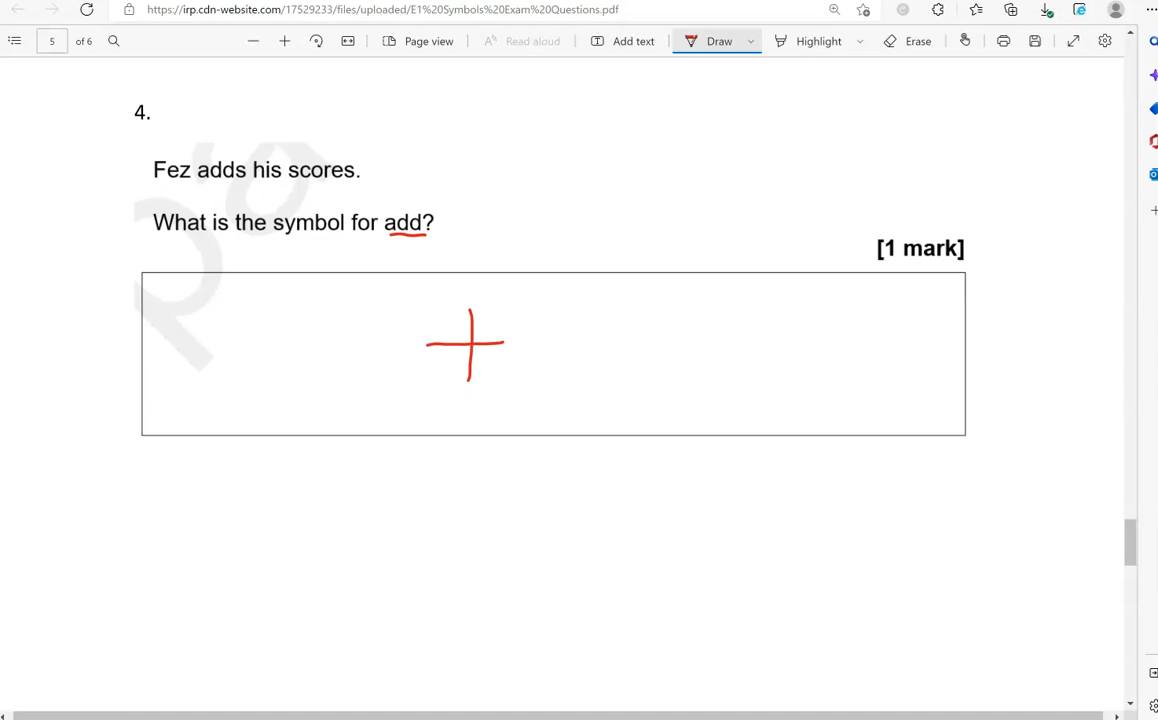 https://irp.cdn-website.com/17529233/files/uploaded/E1%20Symbols%20Exam%20Questions.pdf
5 of 6 Page view Read aloud Add text Draw Highlight Erase
4.
Fez adds his scores.
What is the symbol for add?
[1 mark]
+